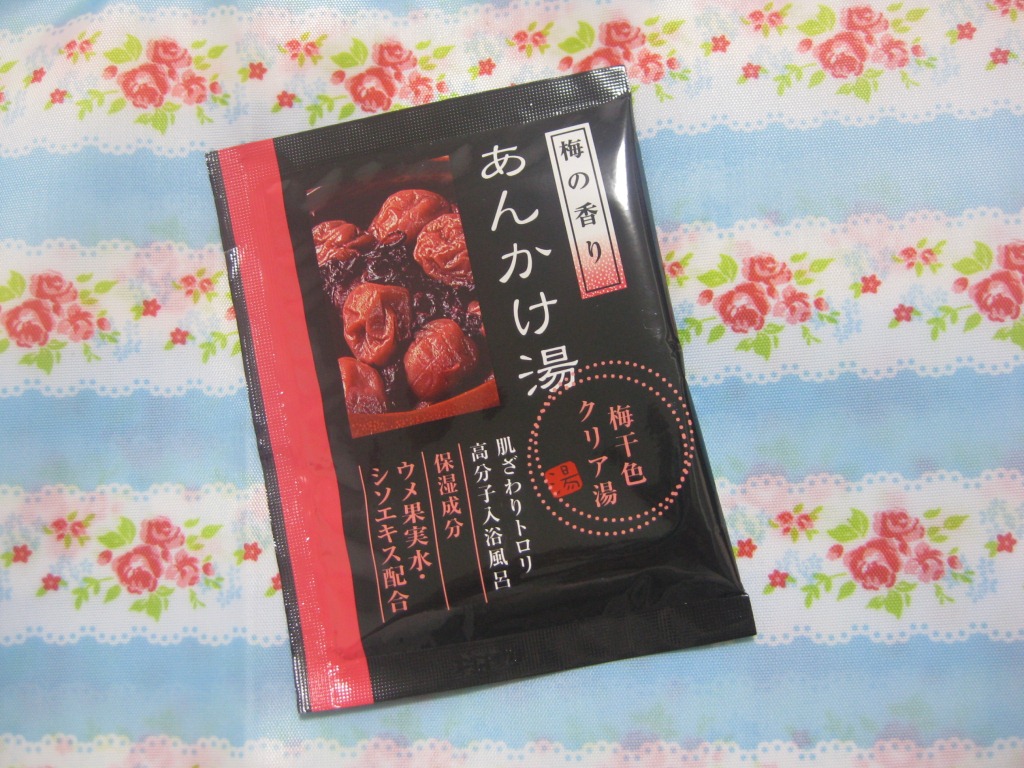 梅の香り
あんかけ湯
梅干色
クリア湯
湯
肌ざわりトロリ
高分子入浴風呂
保湿成分
ウメ果実水・
シソエキス配合